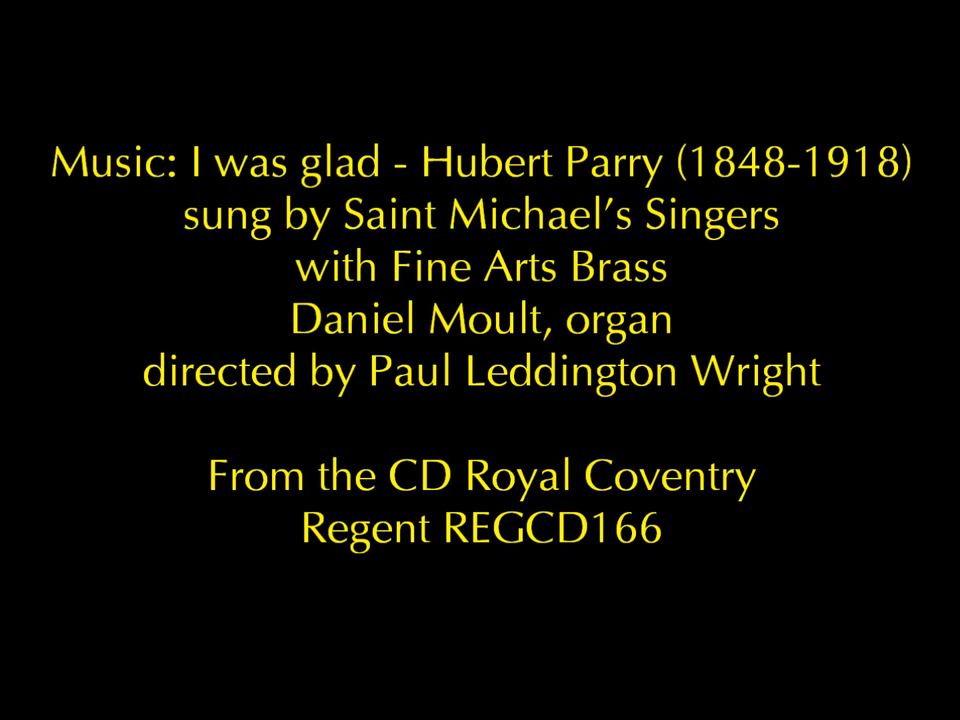 Music: I was glad - Hubert Parry (1848-1918)
sung by Saint Michael’s Singers
with Fine Arts Brass
Daniel Moult, organ
directed by Paul Leddington Wright
From the CD Royal Coventry
Regent REGCD166